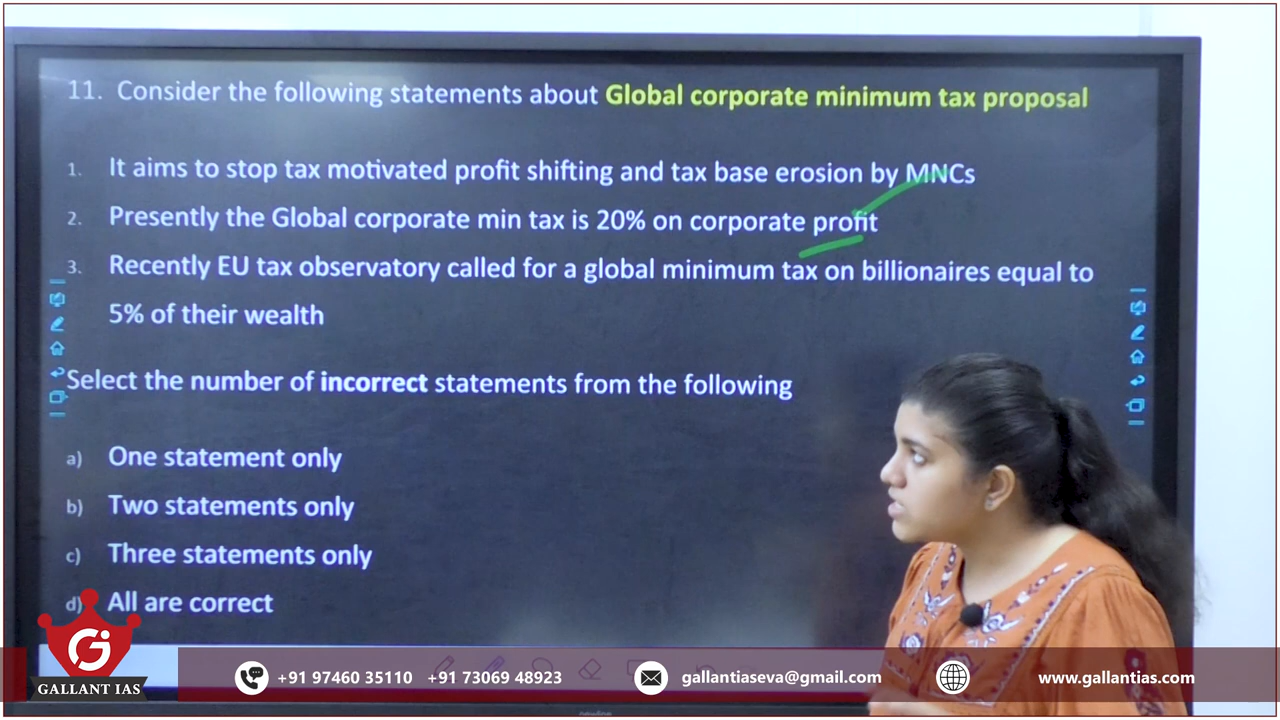 11. Consider the following statements about Global corporate minimum tax proposal
1. It aims to stop tax motivated profit shifting and tax base erosion by MNCs
2. Presently the Global corporate min tax is 20% on corporate profit
3. Recently EU tax observatory called for a global minimum tax on billionaires equal to
5% of their wealth
Select the number of incorrect statements from the following
a) One statement only
b) Two statements only
c) Three statements only
d) All are correct
G
GALLANT IAS
+91 97460 35110 +91 73069 48923
gallantiaseva@gmail.com
www.gallantias.com
newline